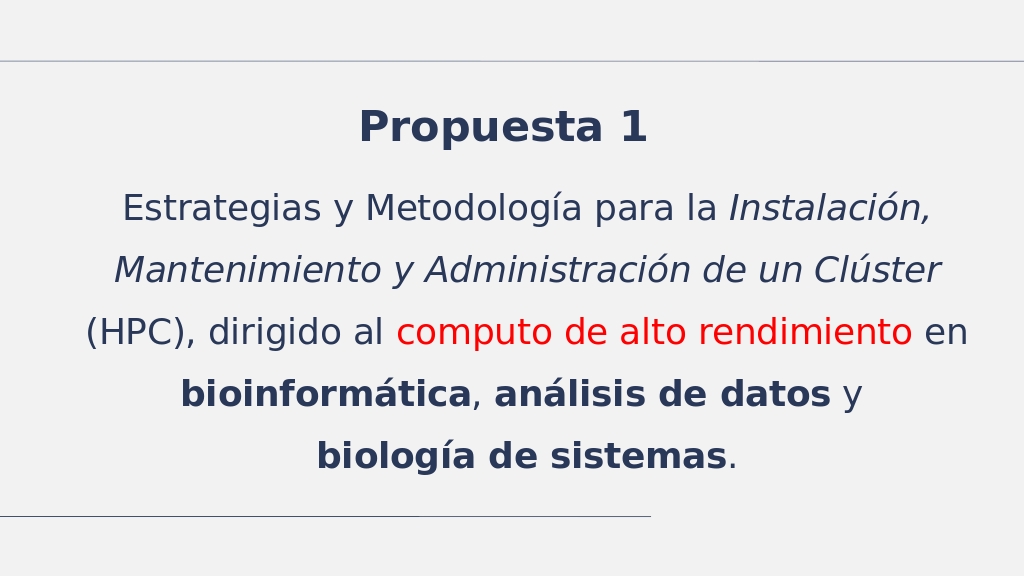 Propuesta 1
Estrategias y Metodología para la Instalación,
Mantenimiento y Administración de un Clúster
(HPC), dirigido al computo de alto rendimiento en
bioinformática, análisis de datos y
biología de sistemas.